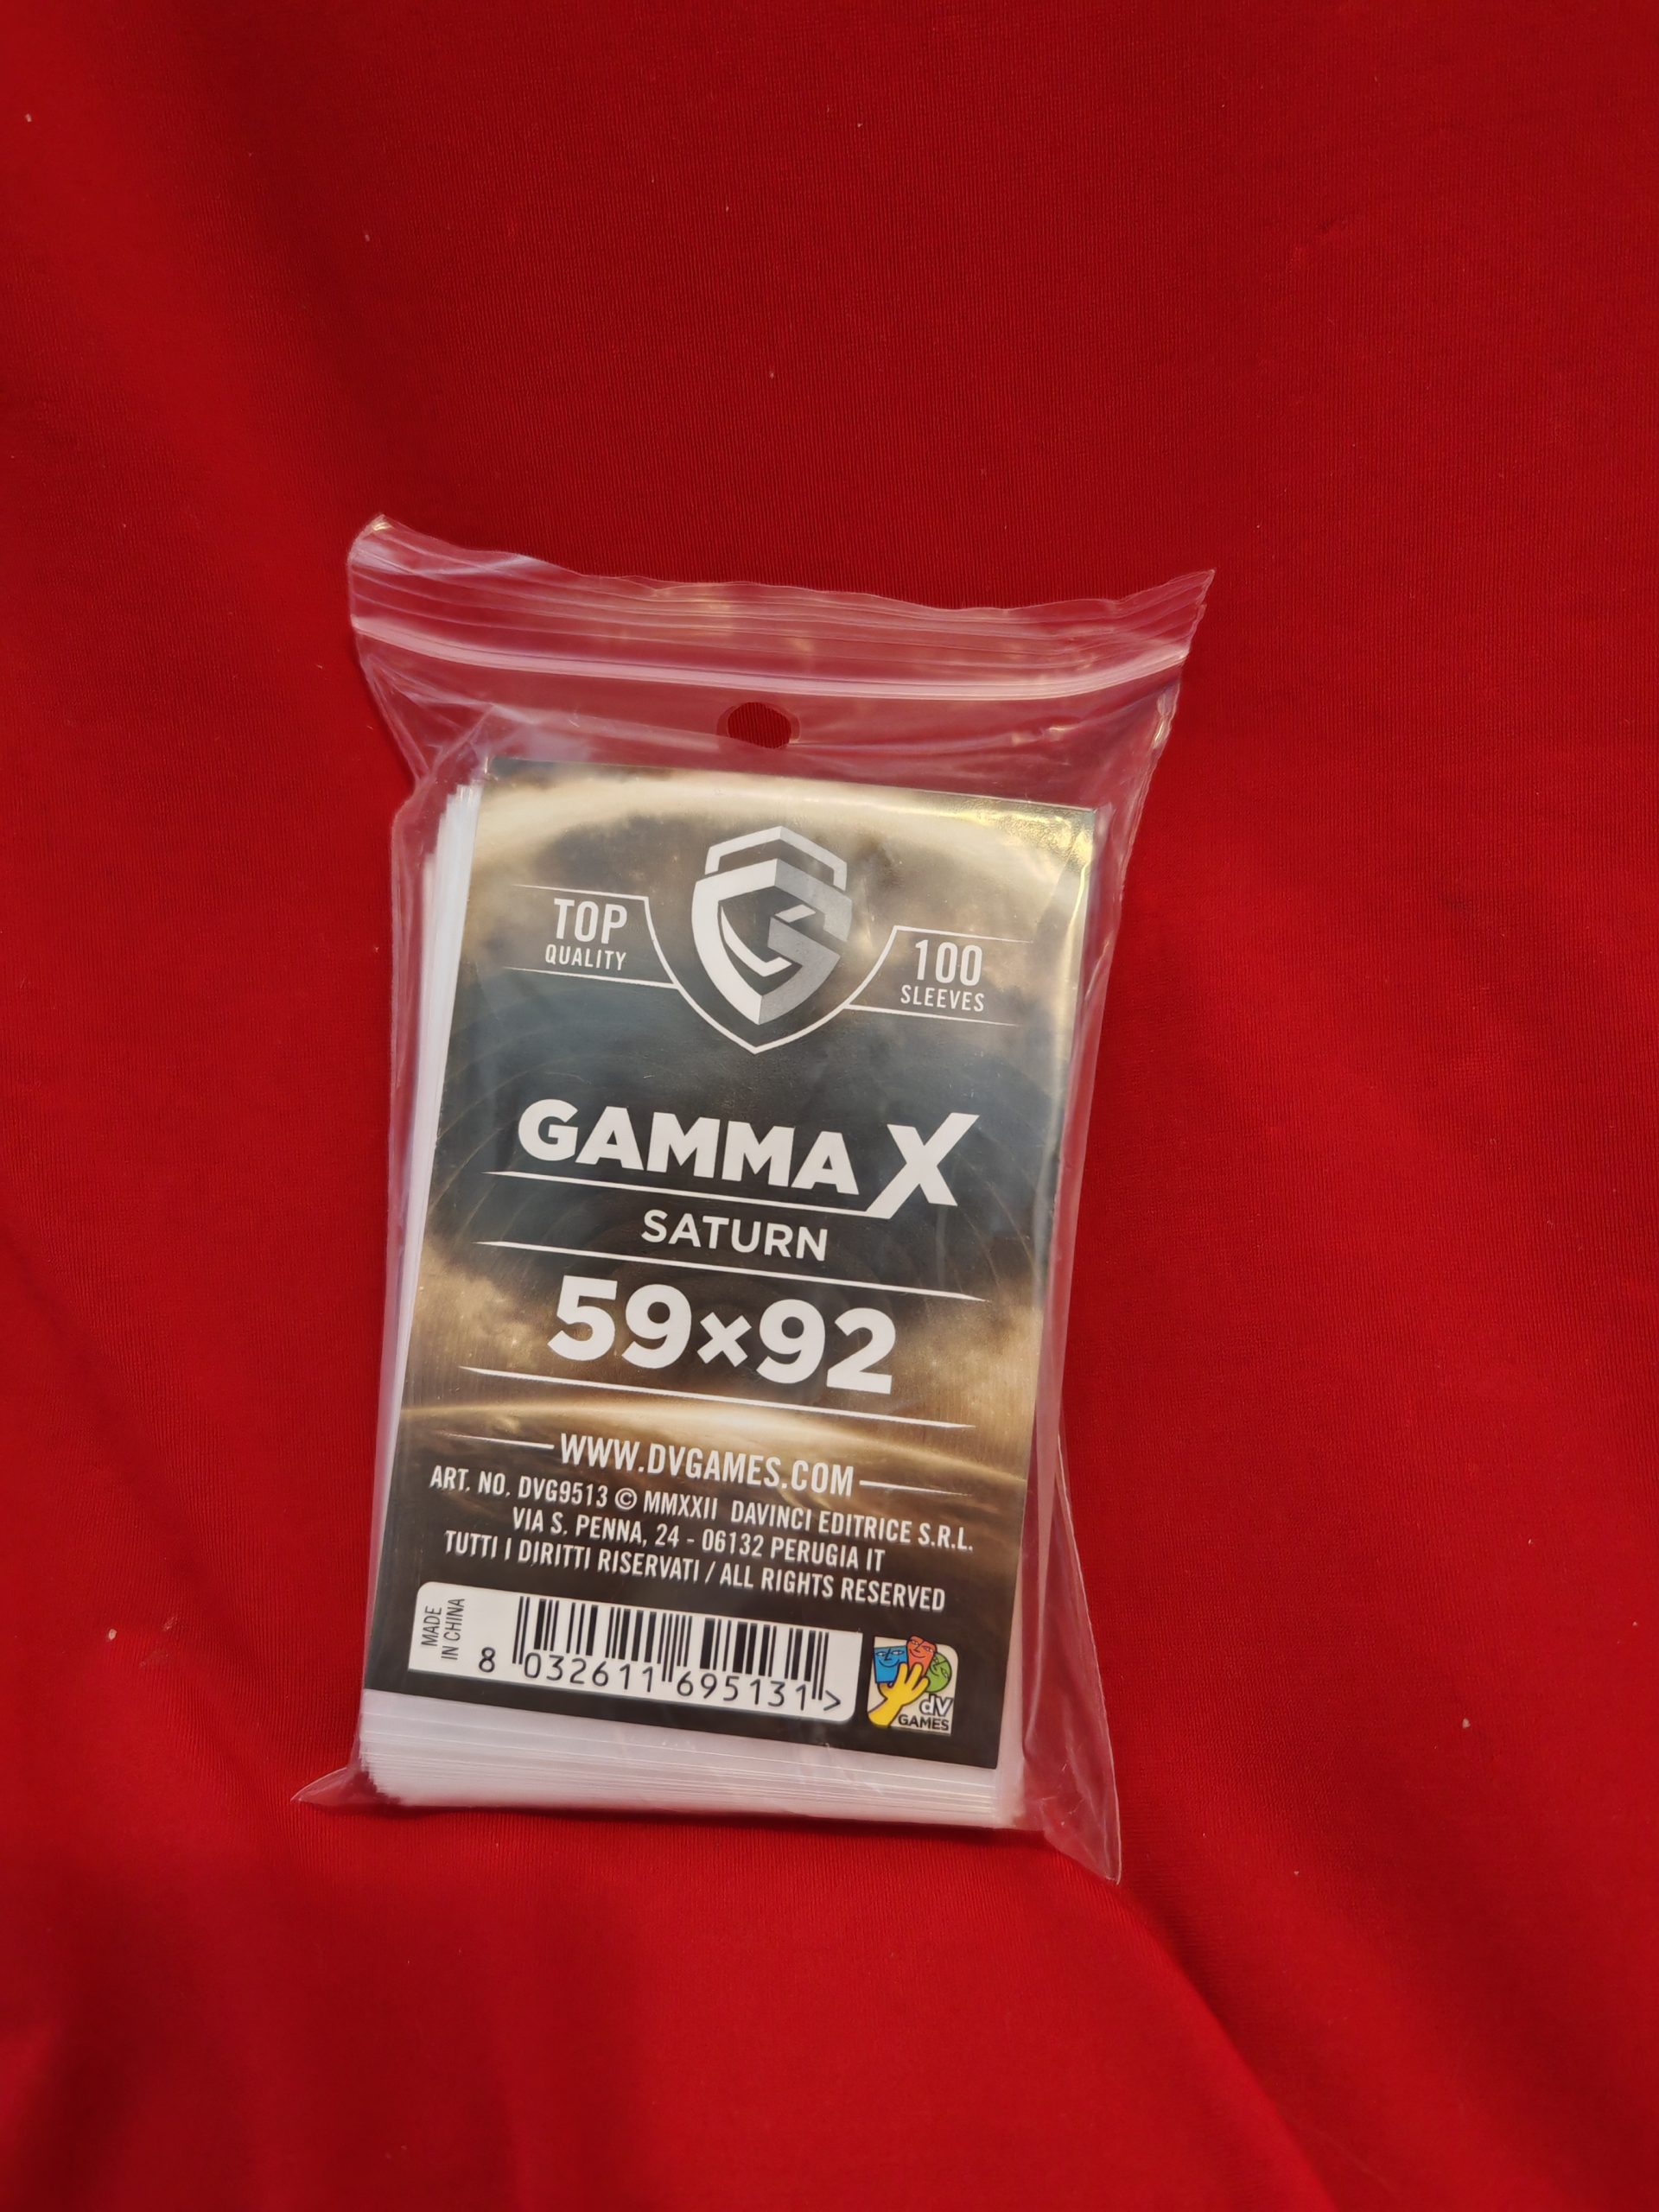 TOP
QUALITY
100
SLEEVES
GAMMA X
SATURN
59×92
WWW.DVGAMES.COM
ART. NO. DVG9513 © MMXXII DAVINCI EDITRICE S.R.L.
VIA S. PENNA, 24 - 06132 PERUGIA IT
TUTTI I DIRITTI RISERVATI / ALL RIGHTS RESERVED
MADE
IN CHINA
8 032611 695131 >
dV
GAMES